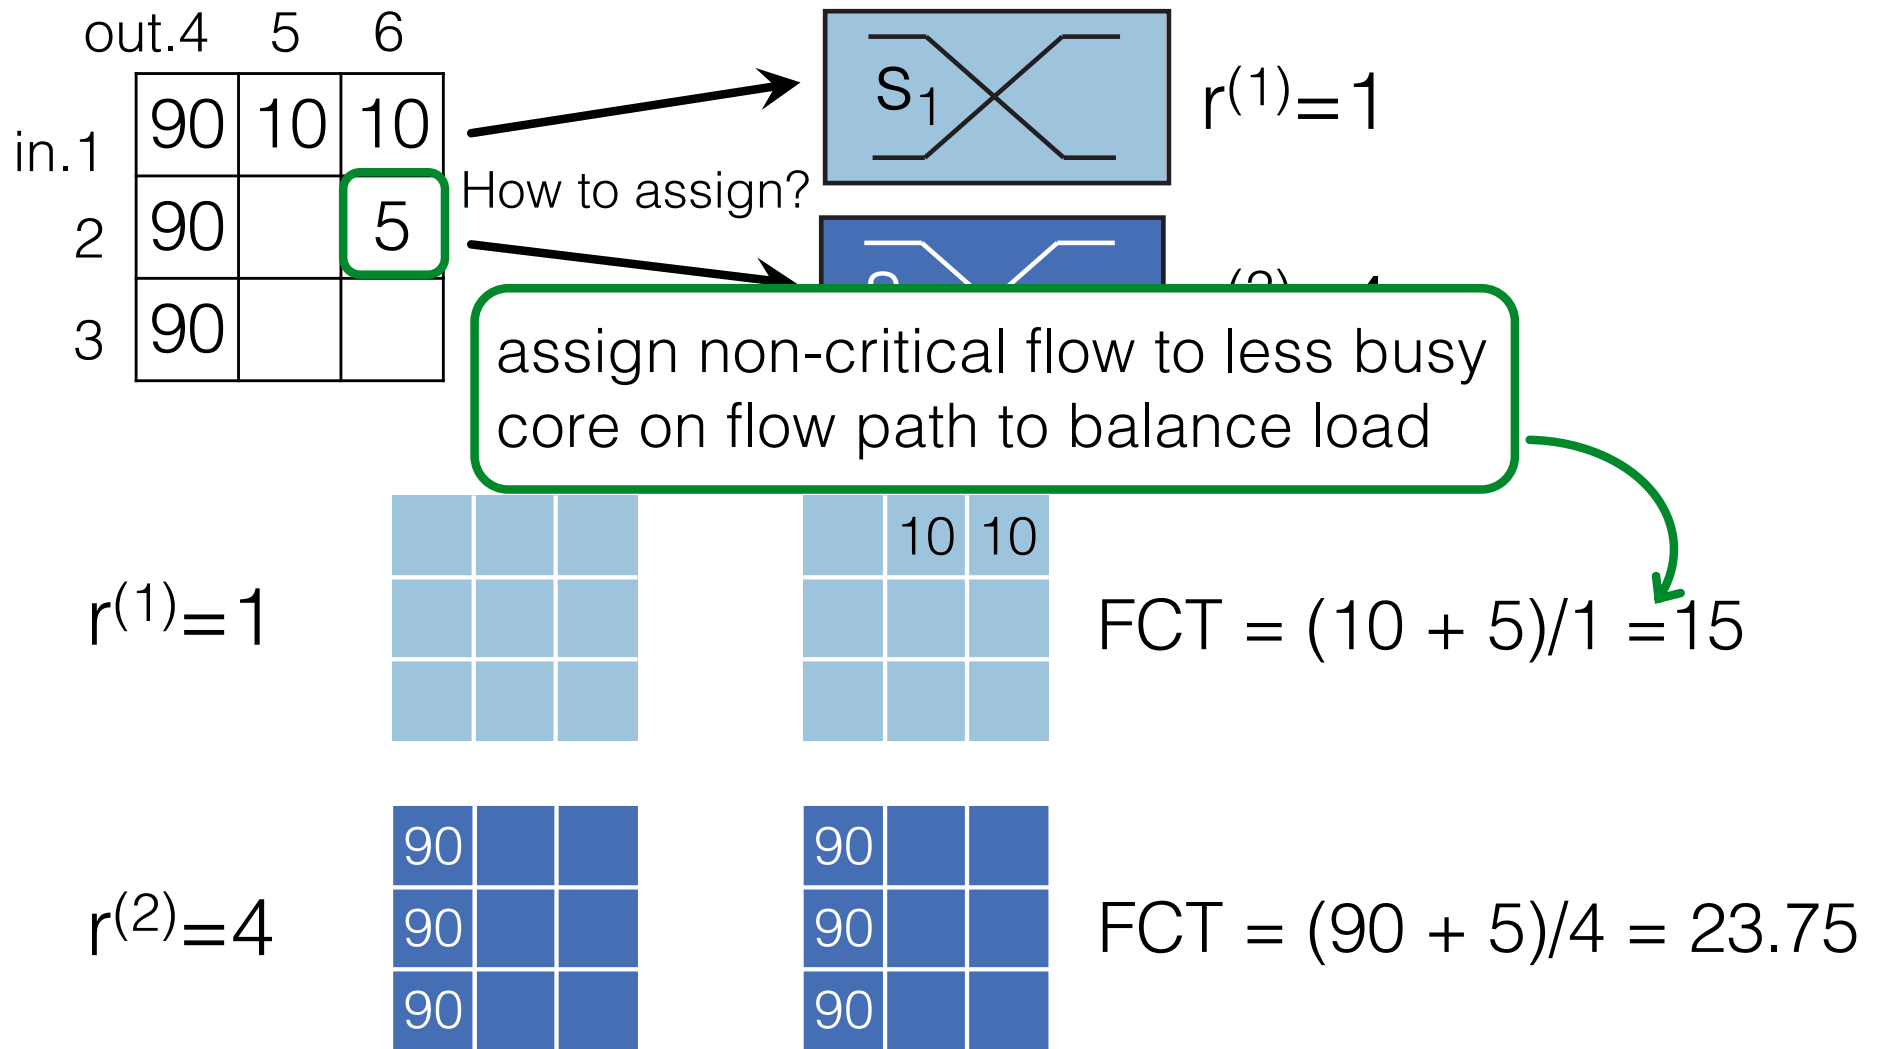 out.4 5 6
in.1 90 10 10
2 90 5
3 90
How to assign?
S1
r(1)=1
assign non-critical flow to less busy
core on flow path to balance load
10 10
r(1)=1
FCT = (10 + 5)/1 =15
90 90
r(2)=4
90 90
FCT = (90 + 5)/4 = 23.75
90 90